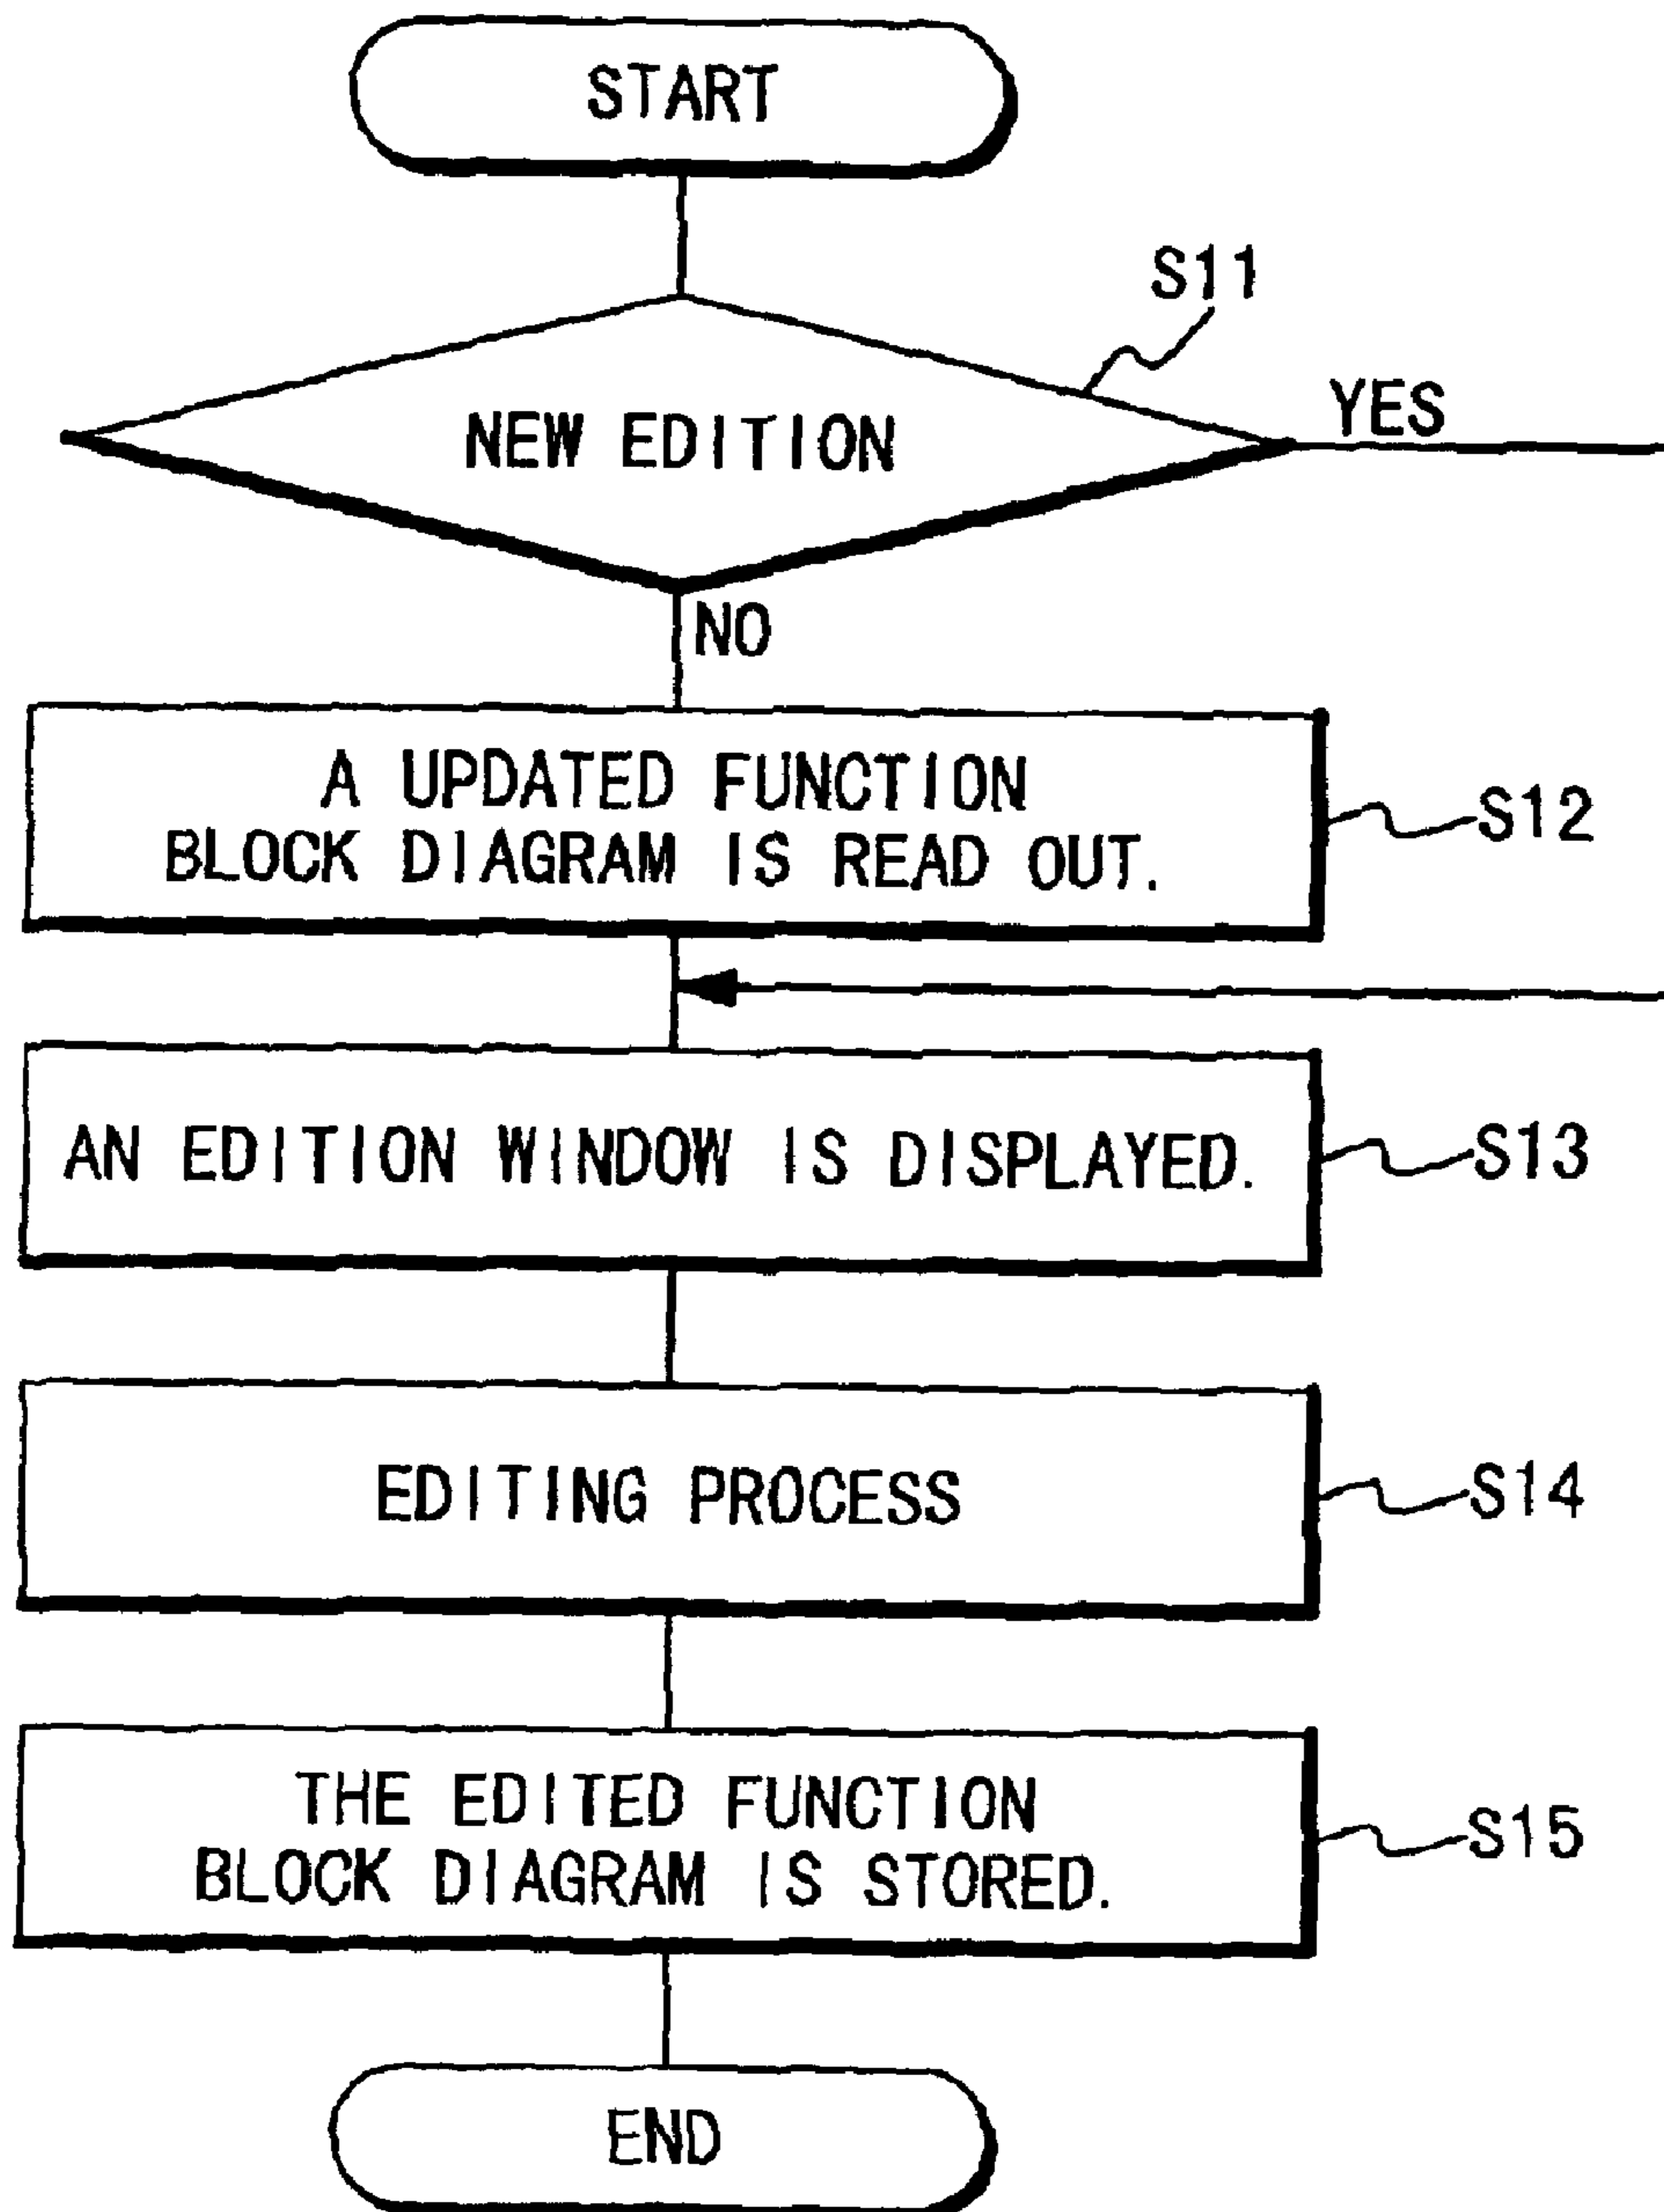 START
S11
NEW EDITION
YES
NO
A UPDATED FUNCTION
BLOCK DIAGRAM IS READ OUT.
S12
AN EDITION WINDOW IS DISPLAYED.
S13
EDITING PROCESS
S14
THE EDITED FUNCTION
BLOCK DIAGRAM IS STORED.
S15
END